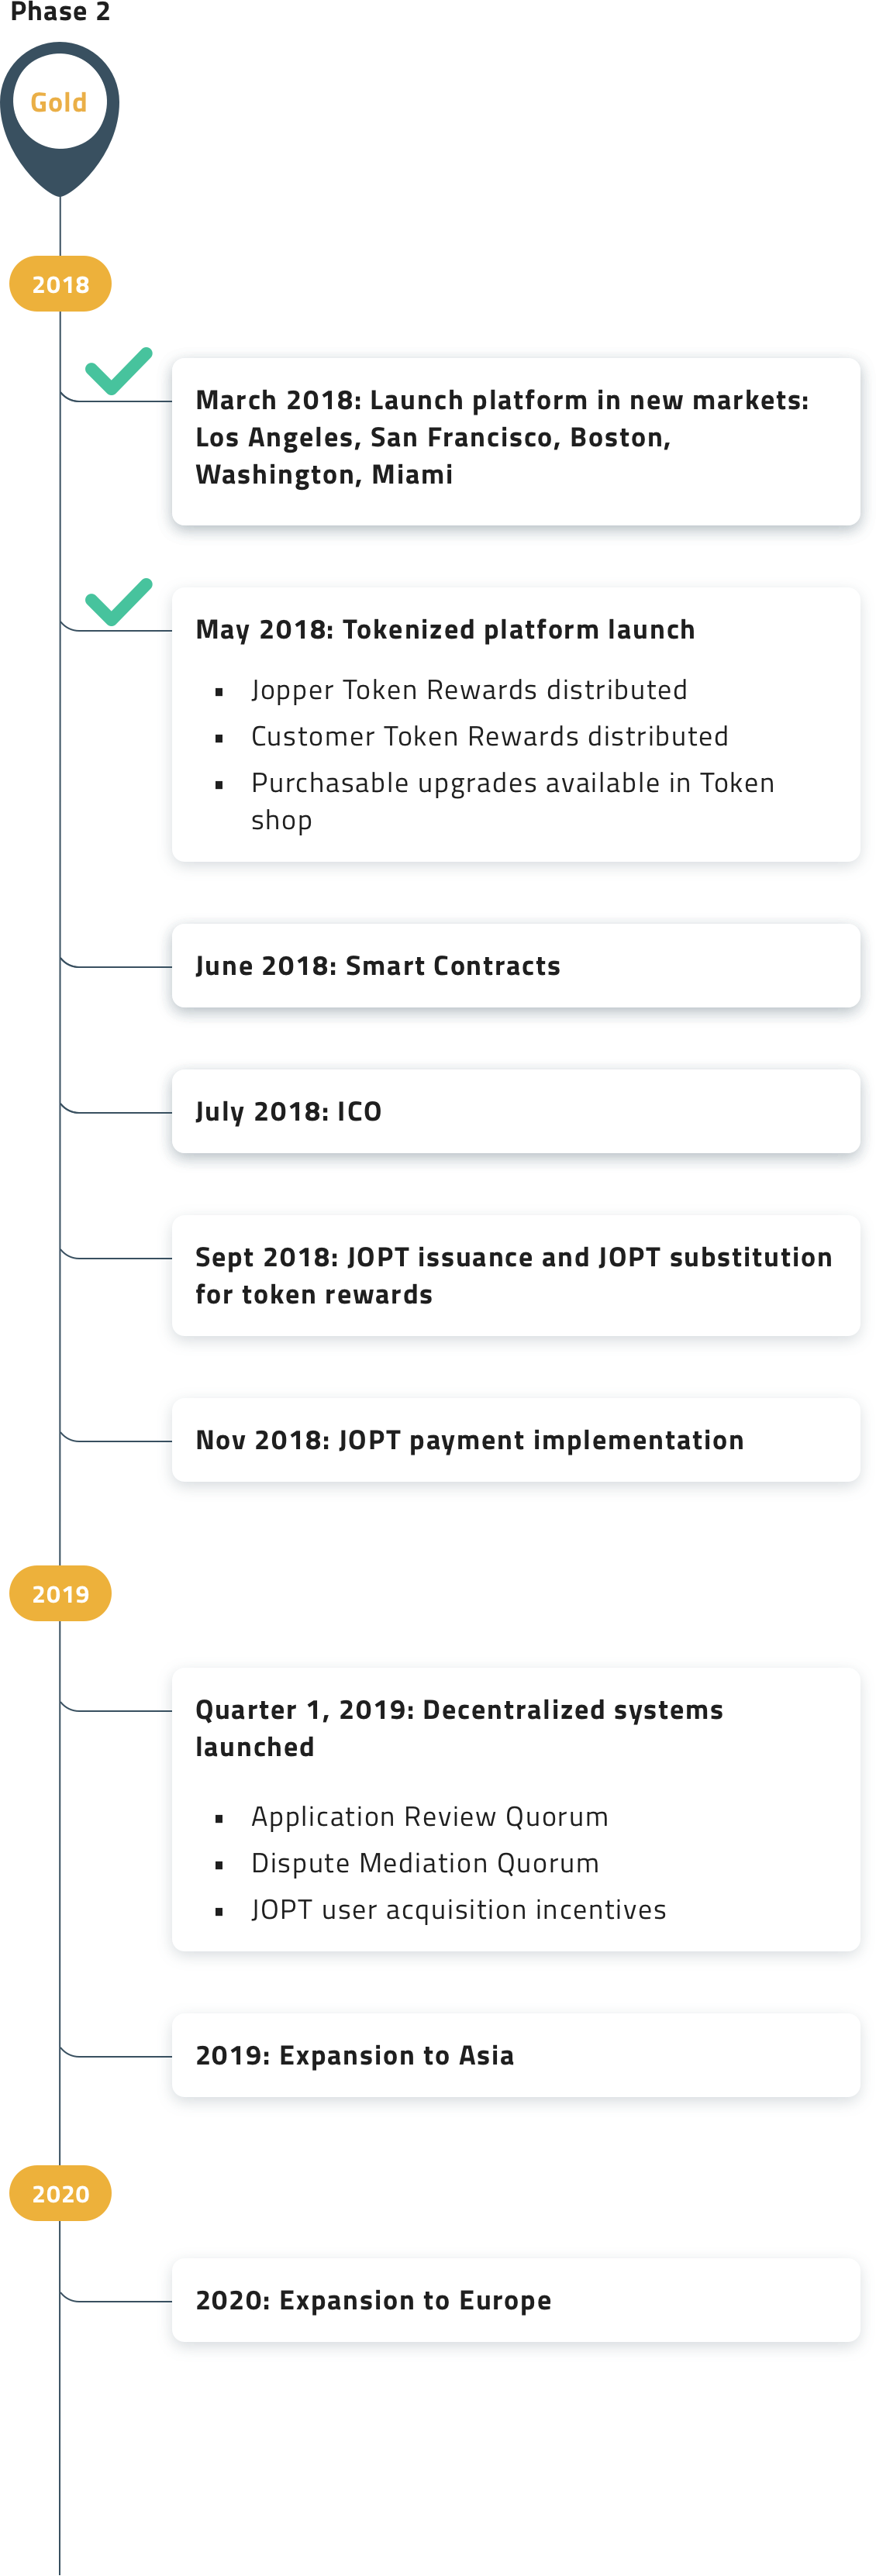 Phase 2
Gold
2018
March 2018: Launch platform in new markets:
Los Angeles, San Francisco, Boston,
Washington, Miami
May 2018: Tokenized platform launch
▪ Jopper Token Rewards distributed
▪ Customer Token Rewards distributed
▪ Purchasable upgrades available in Token
shop
June 2018: Smart Contracts
July 2018: ICO
Sept 2018: JOPT issuance and JOPT substitution
for token rewards
Nov 2018: JOPT payment implementation
2019
Quarter 1, 2019: Decentralized systems
launched
▪ Application Review Quorum
▪ Dispute Mediation Quorum
▪ JOPT user acquisition incentives
2019: Expansion to Asia
2020
2020: Expansion to Europe